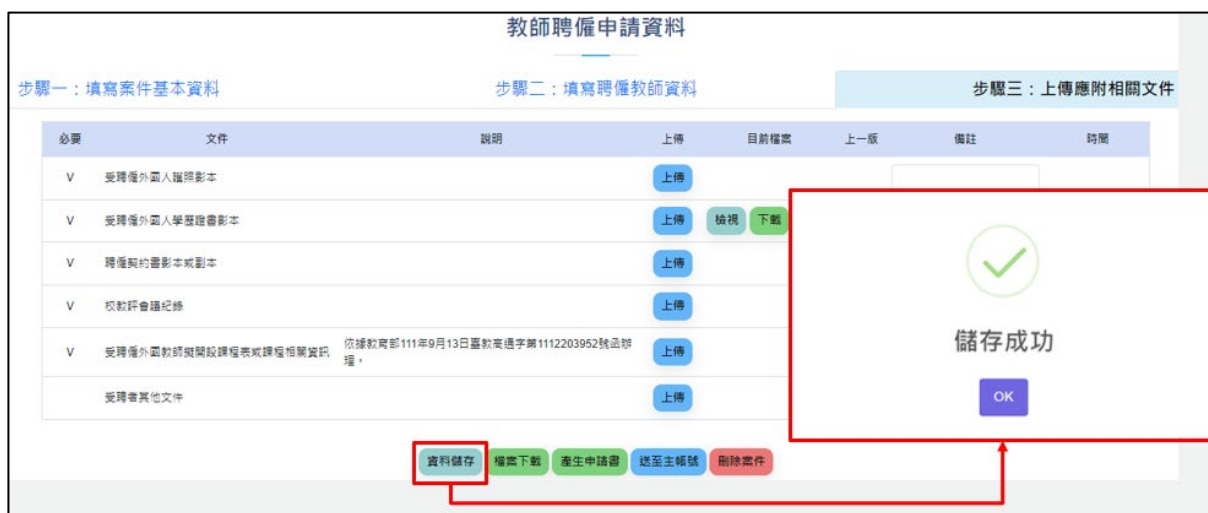 教師聘僱申請資料
步驟一：填寫案件基本資料
步驟二：填寫聘僱教師資料
步驟三：上傳應附相關文件
必要 文件 說明 上傳 目前檔案 上一版 備註 時間
V 受聘僱外國人護照影本 上傳
V 受聘僱外國人學歷證書影本 上傳 檢視 下載
V 聘僱契約書影本或副本 上傳
V 校教評會議紀錄 上傳
V 受聘僱外國教師擬開設課程表或課程相關資訊 依據教育部111年9月13日臺教高通字第1112203952號函辦
理， 上傳
受聘者其他文件 上傳
儲存成功
OK
資料儲存 檔案下載 產生申請書 送至主帳號 刪除案件